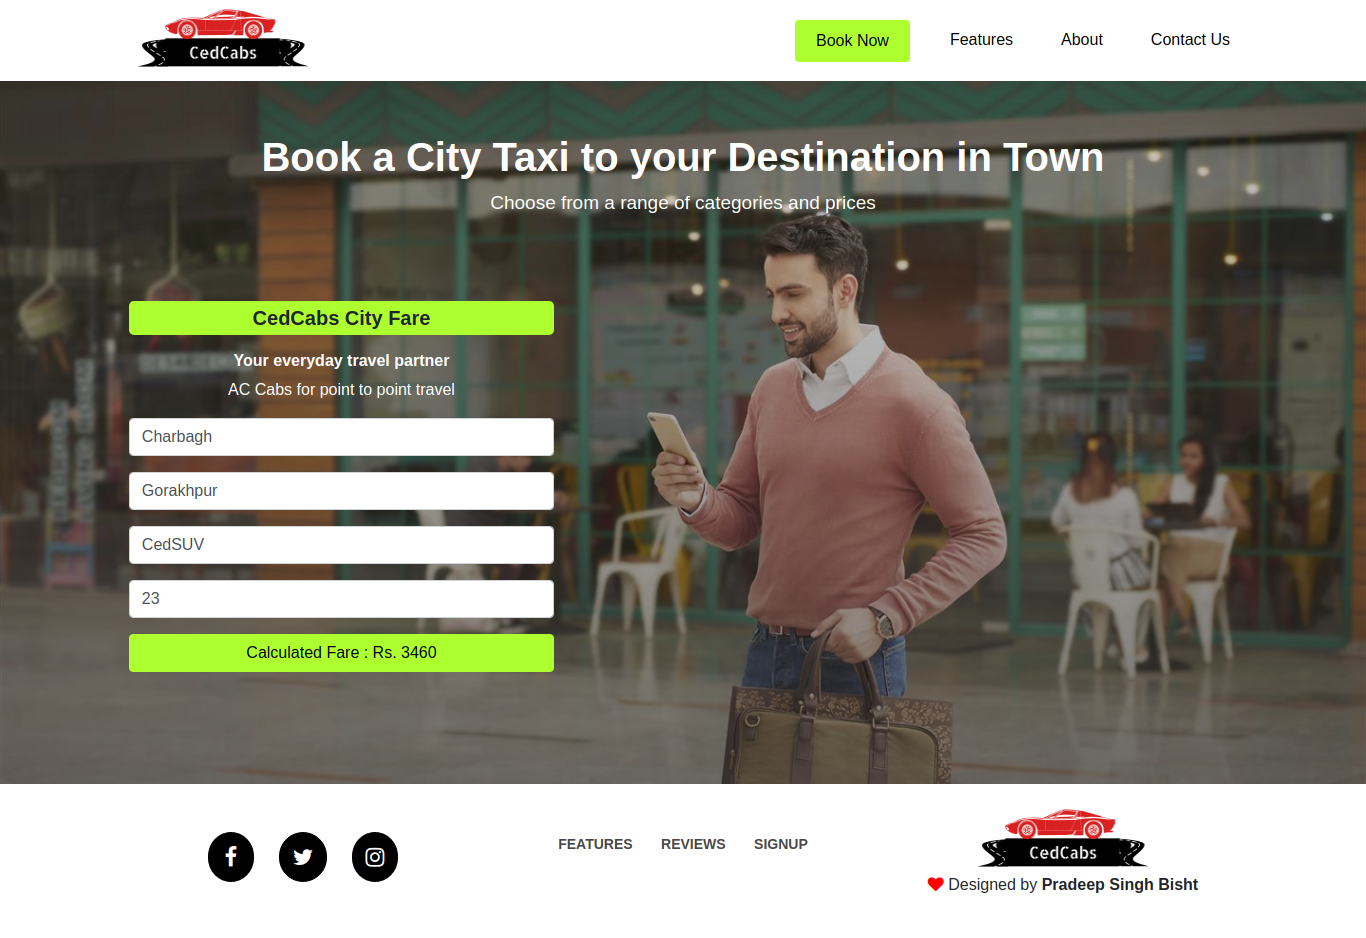 CedCabs
Book Now
Features
About
Contact Us
Book a City Taxi to your Destination in Town
Choose from a range of categories and prices
CedCabs City Fare
Your everyday travel partner
AC Cabs for point to point travel
Charbagh
Gorakhpur
CedSUV
23
Calculated Fare : Rs. 3460
FEATURES
REVIEWS
SIGNUP
CedCabs
Designed by Pradeep Singh Bisht